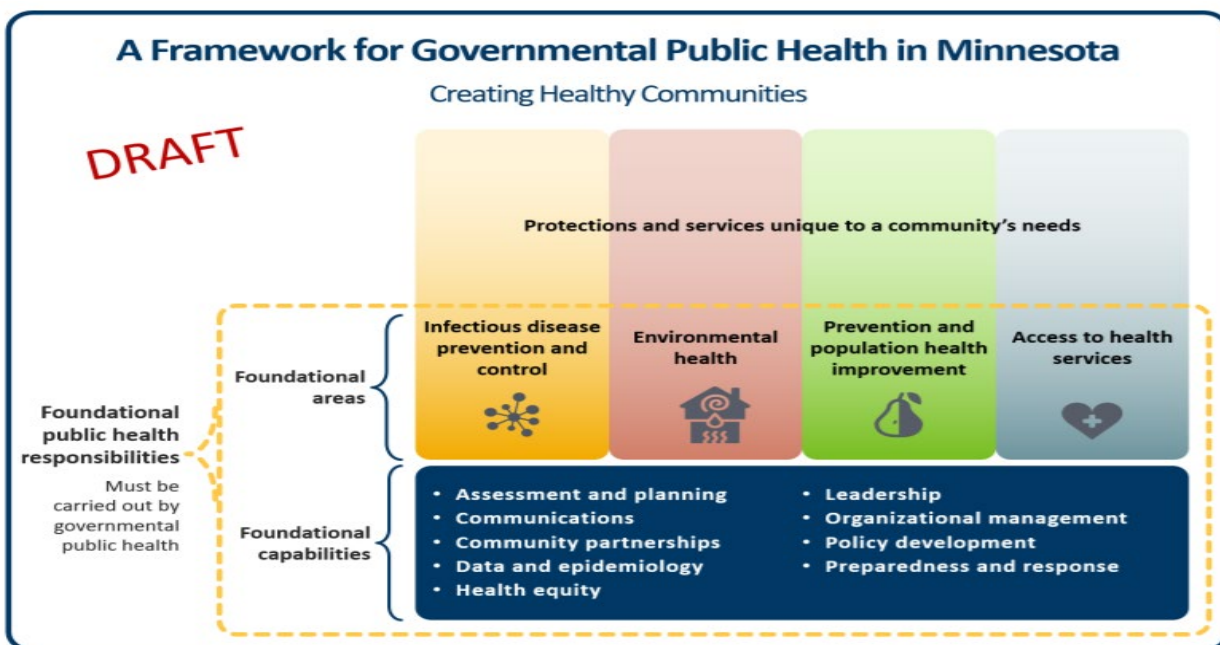 A Framework for Governmental Public Health in Minnesota
Creating Healthy Communities
DRAFT
Protections and services unique to a community's needs
Foundational public health responsibilities
Must be carried out by governmental public health
Foundational
areas
Infectious disease
prevention and
control
Environmental
health
Prevention and
population health
improvement
Access to health
services
Foundational
capabilities
• Assessment and planning
• Communications
• Community partnerships
• Data and epidemiology
• Health equity
• Leadership
• Organizational management
• Policy development
• Preparedness and response